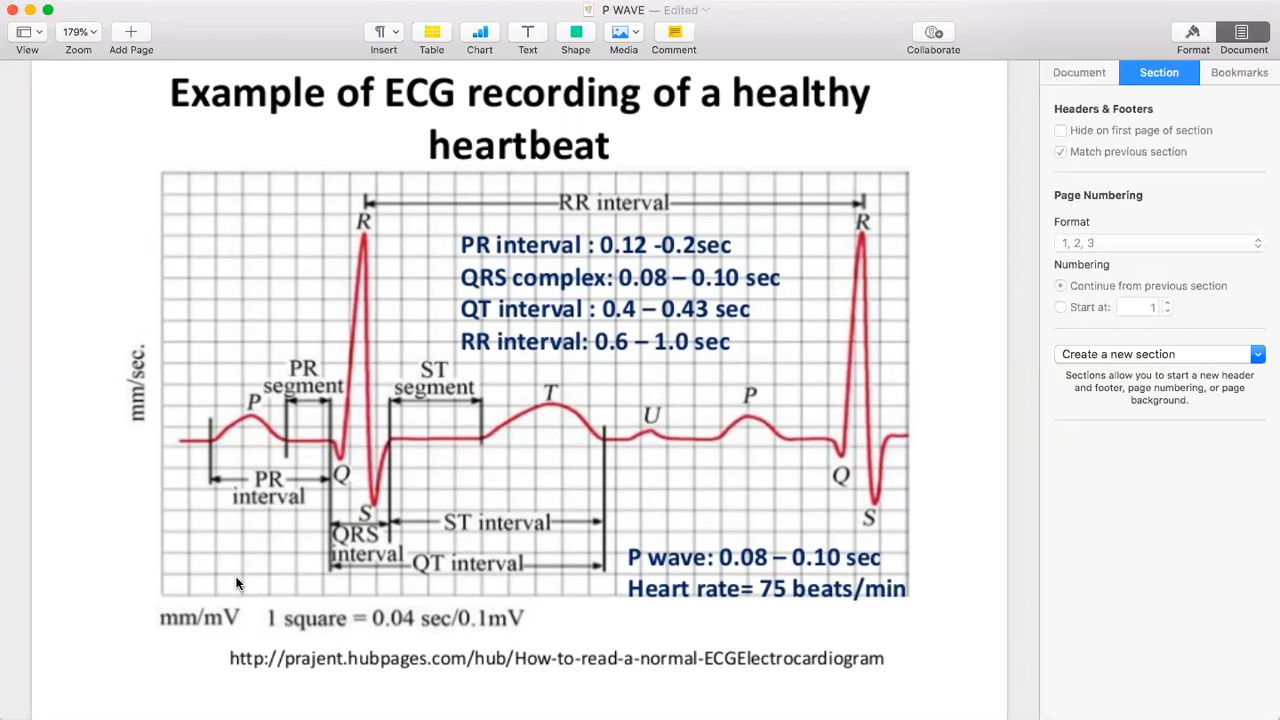 P WAVE — Edited
179%
View
Zoom
Add Page
Insert
Table
Chart
Text
Shape
Media
Comment
Collaborate
Format
Document
Document
Section
Bookmarks
Headers & Footers
Hide on first page of section
Match previous section
Page Numbering
Format
1, 2, 3
Numbering
Continue from previous section
Start at:
1
Create a new section
Sections allow you to start a new header
and footer, page numbering, or page
background.
Example of ECG recording of a healthy
heartbeat
RR interval
R
R
PR interval : 0.12 -0.2sec
QRS complex: 0.08 – 0.10 sec
QT interval : 0.4 – 0.43 sec
RR interval: 0.6 – 1.0 sec
mm/sec.
PR
segment
ST
segment
P
T
U
P
PR
interval
Q
S
Q
S
QRS
interval
ST interval
QT interval
P wave: 0.08 – 0.10 sec
Heart rate= 75 beats/min
mm/mV 1 square = 0.04 sec/0.1mV
http://prajent.hubpages.com/hub/How-to-read-a-normal-ECGElectrocardiogram